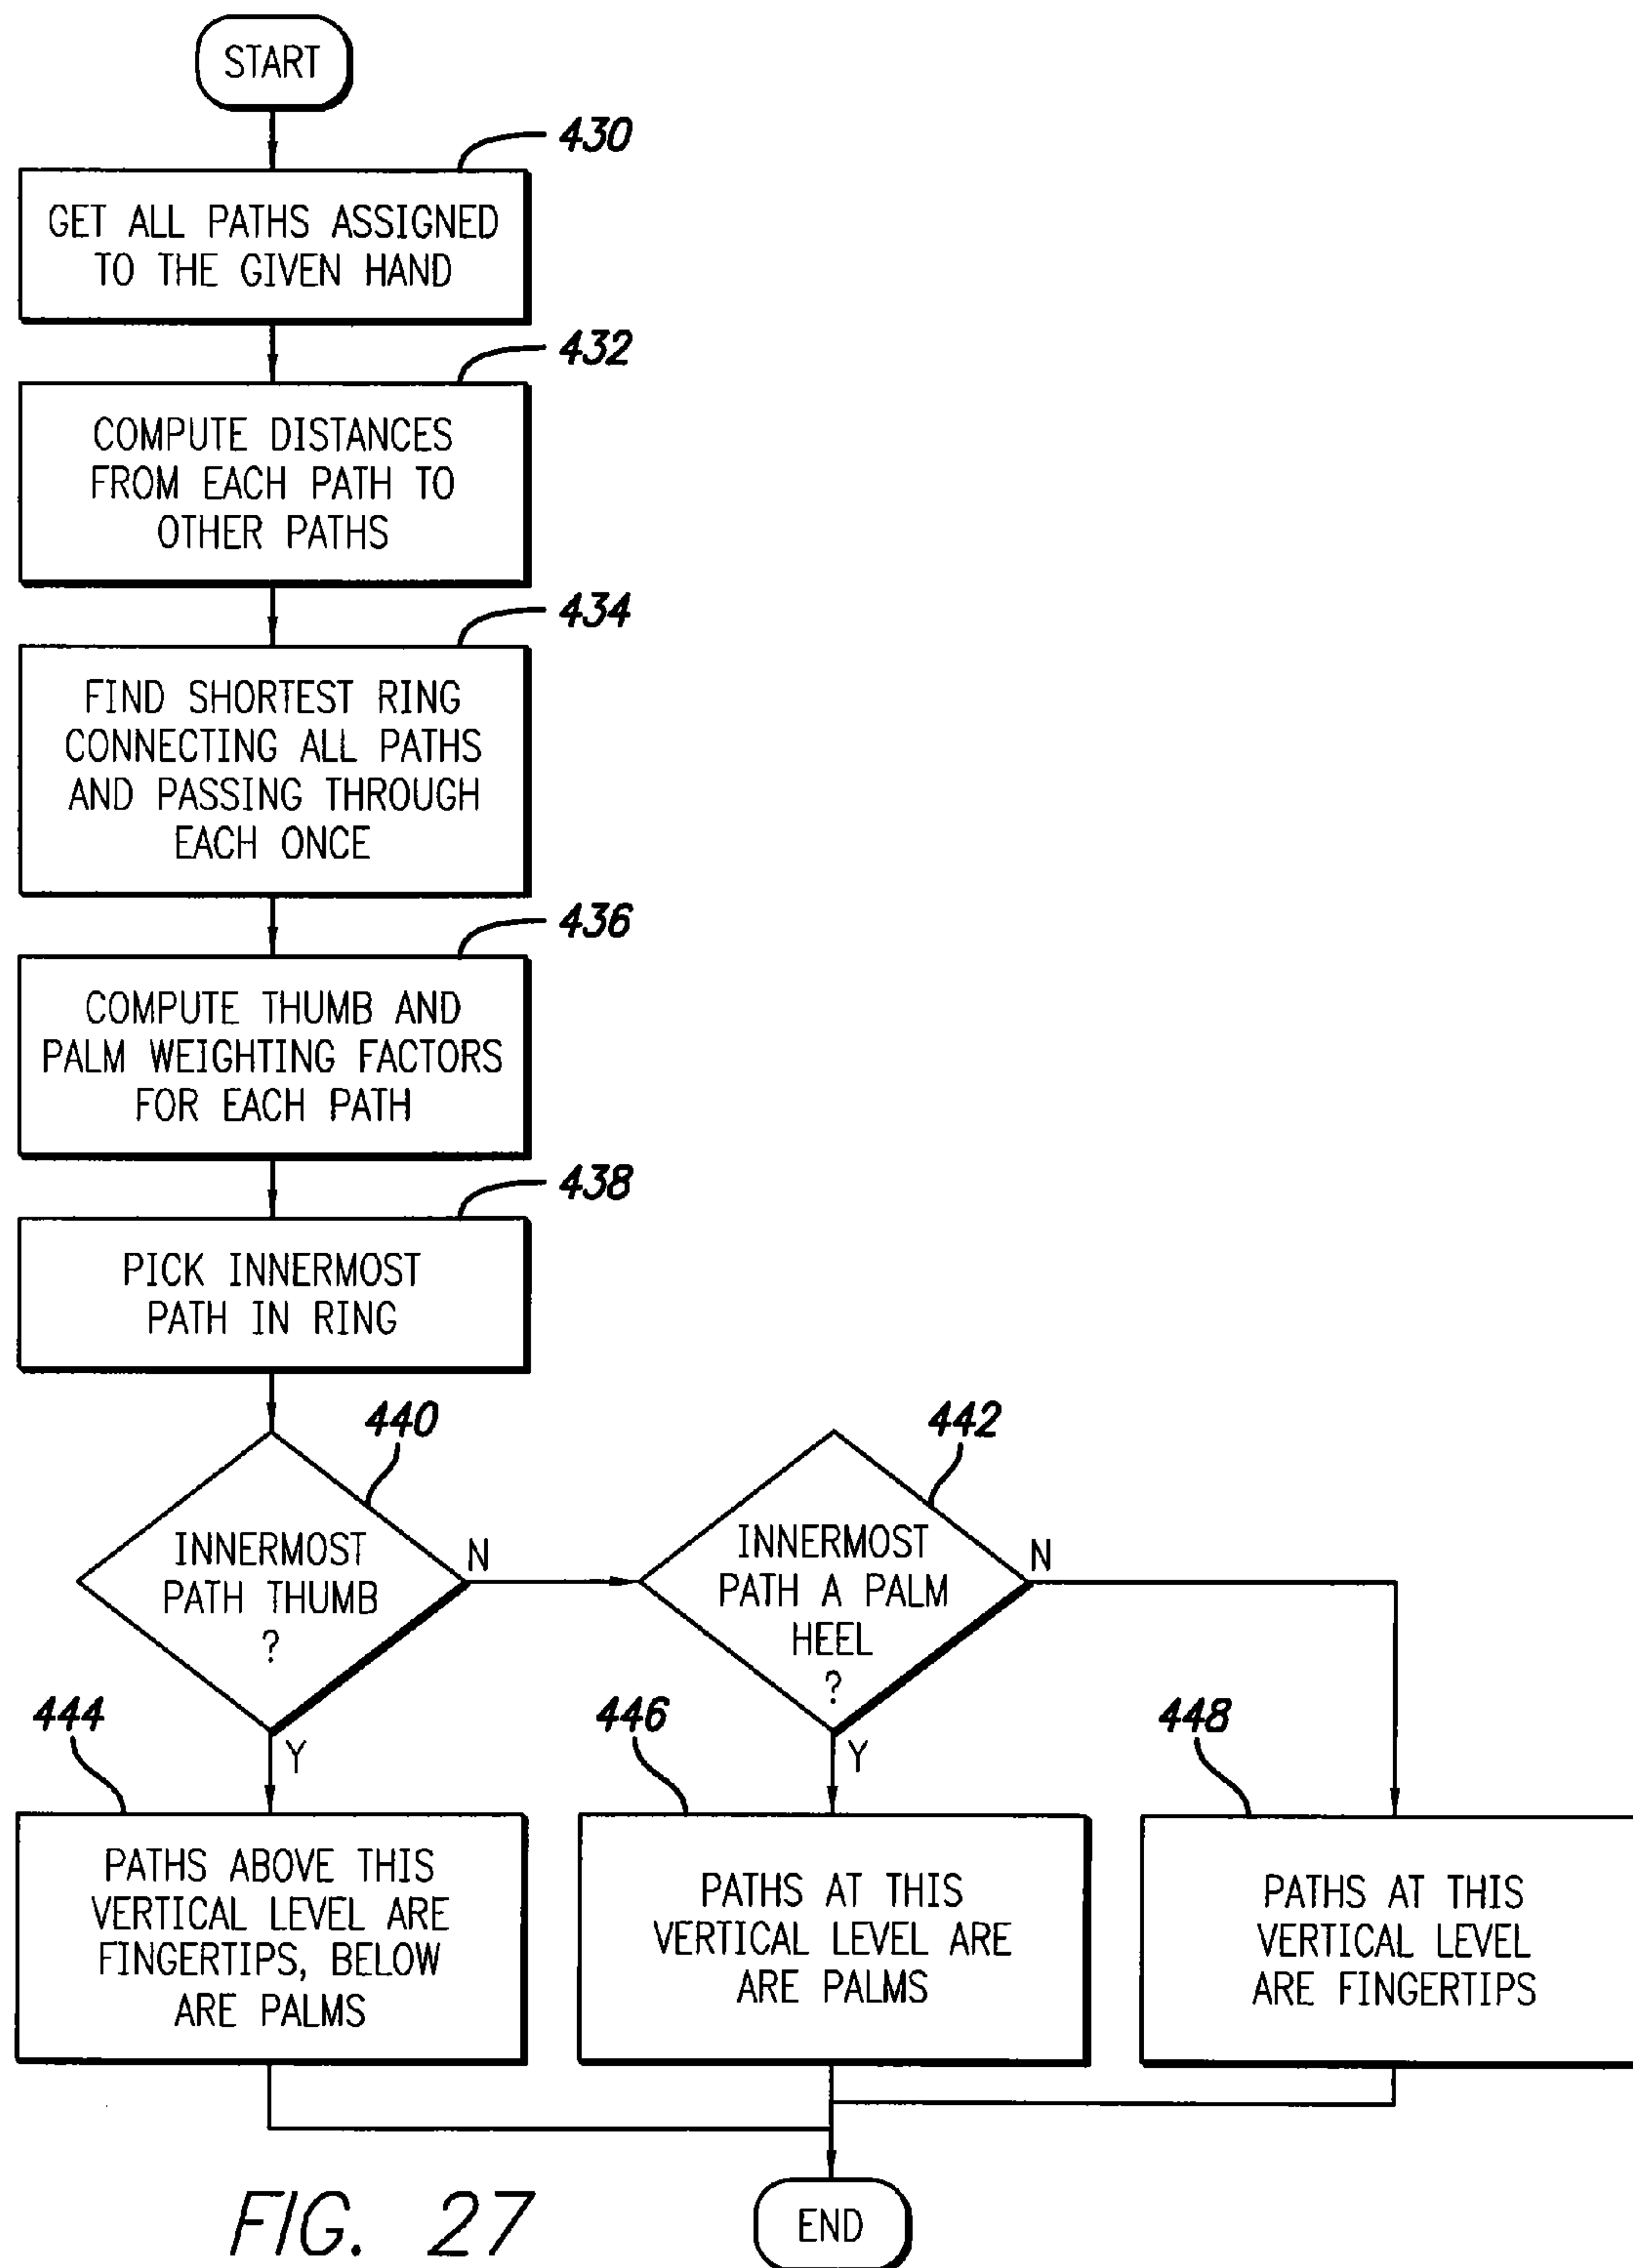 START
430
GET ALL PATHS ASSIGNED
TO THE GIVEN HAND
432
COMPUTE DISTANCES
FROM EACH PATH TO
OTHER PATHS
434
FIND SHORTEST RING
CONNECTING ALL PATHS
AND PASSING THROUGH
EACH ONCE
436
COMPUTE THUMB AND
PALM WEIGHTING FACTORS
FOR EACH PATH
438
PICK INNERMOST
PATH IN RING
440
INNERMOST
PATH THUMB
?
N
Y
442
INNERMOST
PATH A PALM
HEEL
?
N
Y
444
PATHS ABOVE THIS
VERTICAL LEVEL ARE
FINGERTIPS, BELOW
ARE PALMS
446
PATHS AT THIS
VERTICAL LEVEL ARE
ARE PALMS
448
PATHS AT THIS
VERTICAL LEVEL
ARE FINGERTIPS
END
FIG. 27